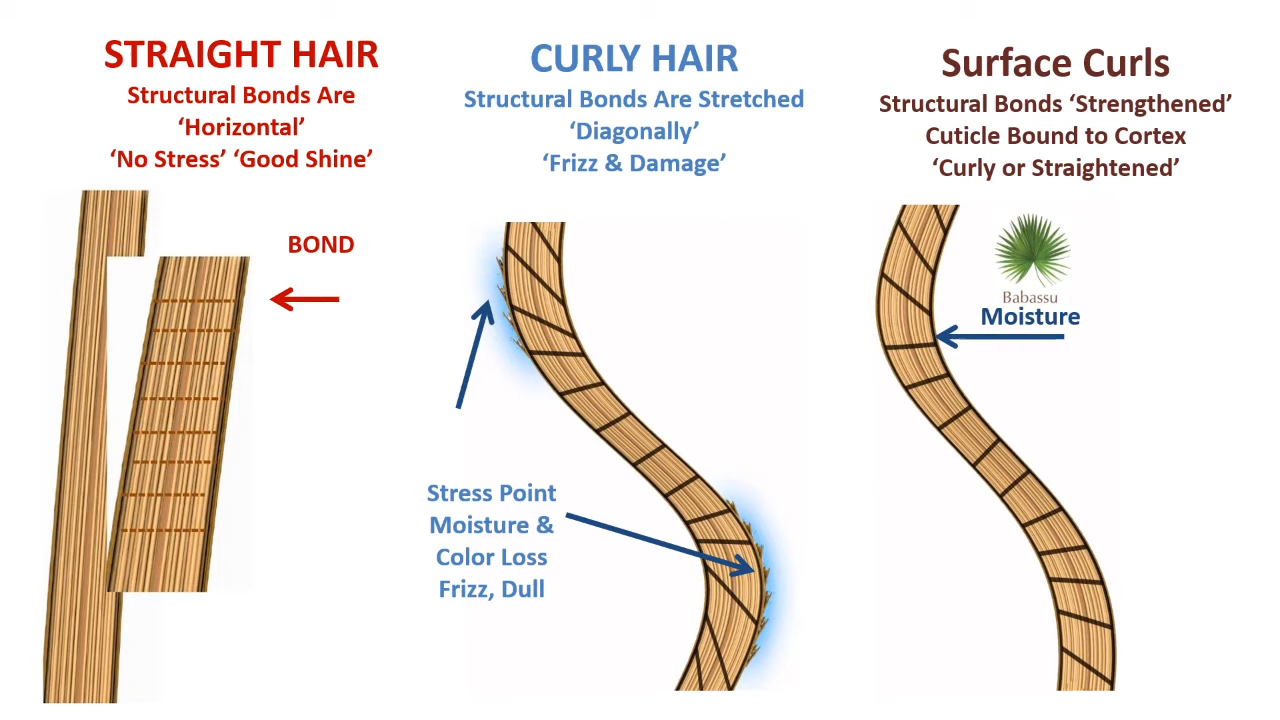 STRAIGHT HAIR
Structural Bonds Are
‘Horizontal’
‘No Stress’ ‘Good Shine’
BOND
CURLY HAIR
Structural Bonds Are Stretched
‘Diagonally’
‘Frizz & Damage’
Stress Point
Moisture &
Color Loss
Frizz, Dull
Surface Curls
Structural Bonds ‘Strengthened’
Cuticle Bound to Cortex
‘Curly or Straightened’
Babassu
Moisture